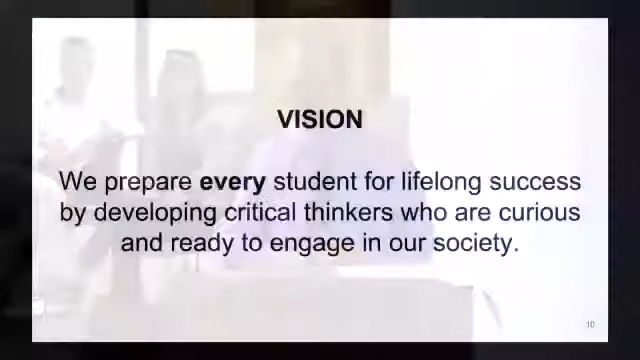 VISION
We prepare every student for lifelong success
by developing critical thinkers who are curious
and ready to engage in our society.
10